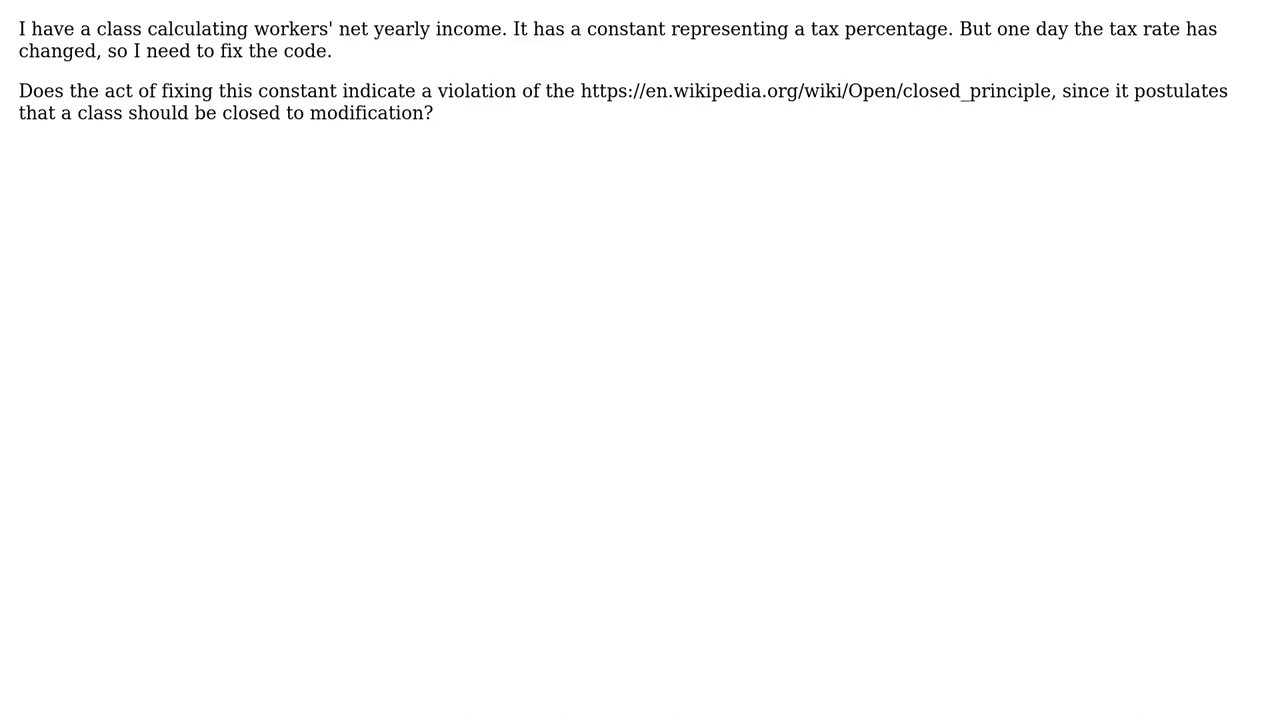 I have a class calculating workers' net yearly income. It has a constant representing a tax percentage. But one day the tax rate has
changed, so I need to fix the code.
Does the act of fixing this constant indicate a violation of the https://en.wikipedia.org/wiki/Open/closed_principle, since it postulates
that a class should be closed to modification?